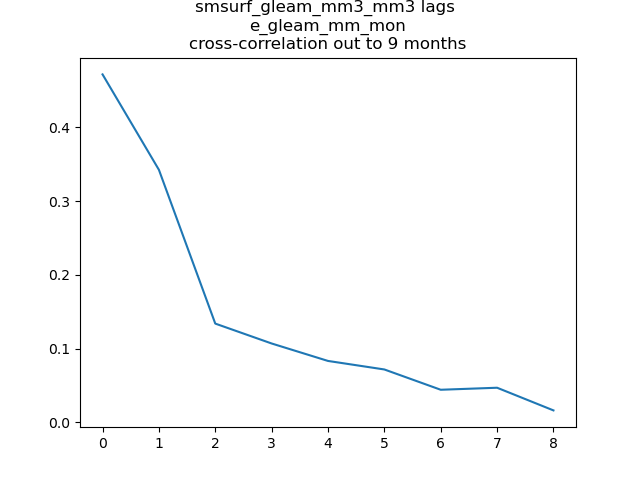 smsurf_gleam_mm3_mm3 lags
e_gleam_mm_mon
cross-correlation out to 9 months
0.4
0.3
0.2
0.1
0.0
0 1 2 3 4 5 6 7 8